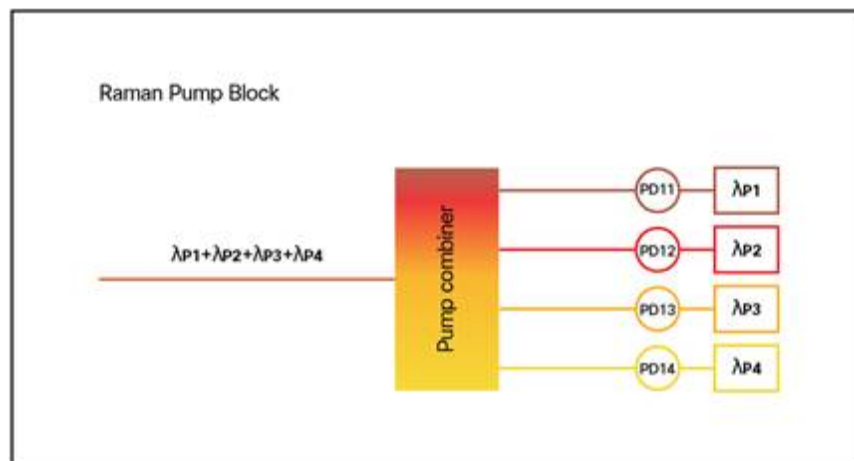 Raman Pump Block
λP1+λP2+λP3+λP4
Pump combiner
PD11
λP1
PD12
λP2
PD13
λP3
PD14
λP4